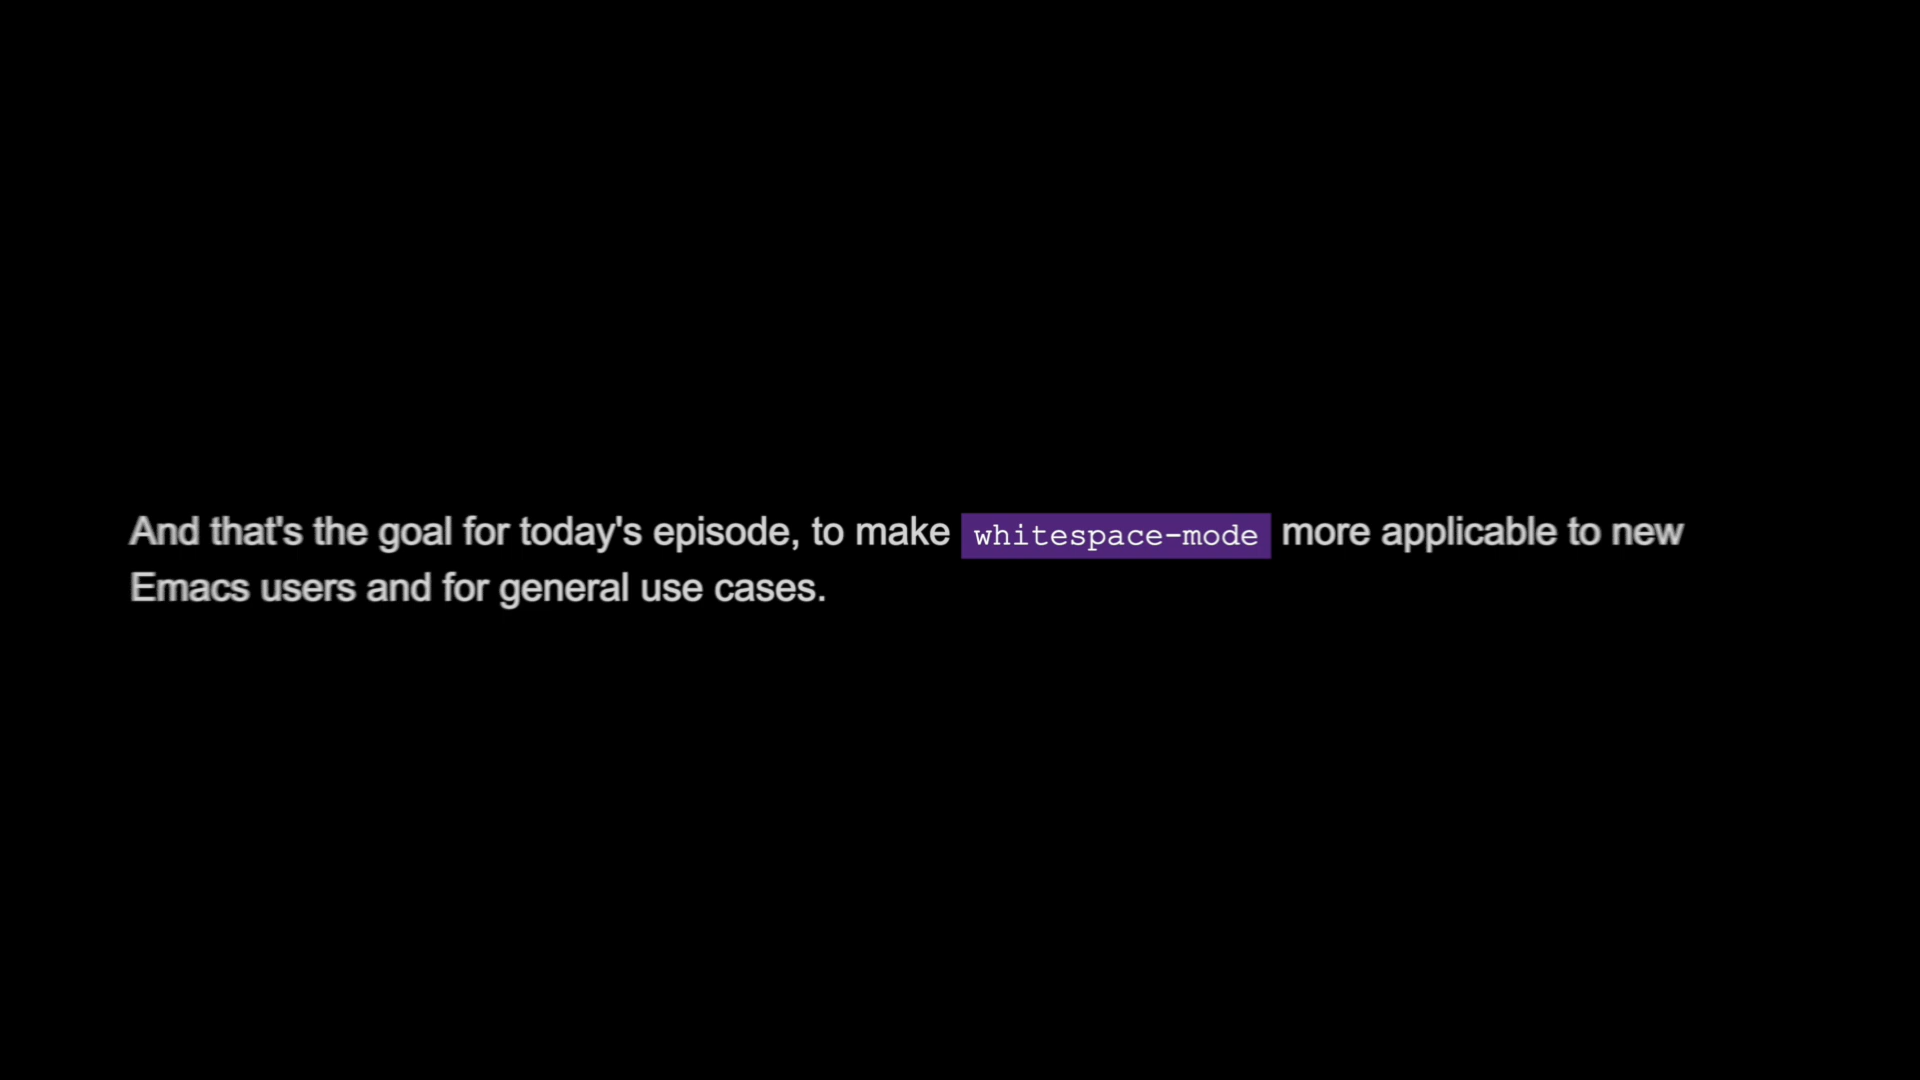 And that's the goal for today's episode, to make whitespace-mode more applicable to new
Emacs users and for general use cases.